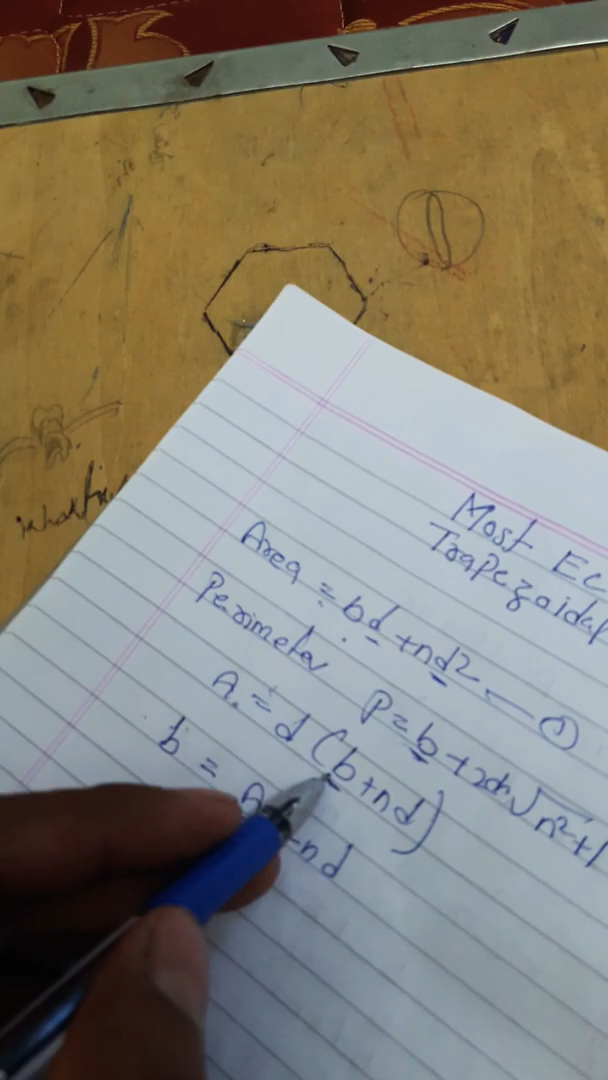 Most Ec
Trapezoidal
Area = bd + nd2 — ①
Perimeter P = b + 2d √n²+1
A = d (b+nd)
b = A -nd